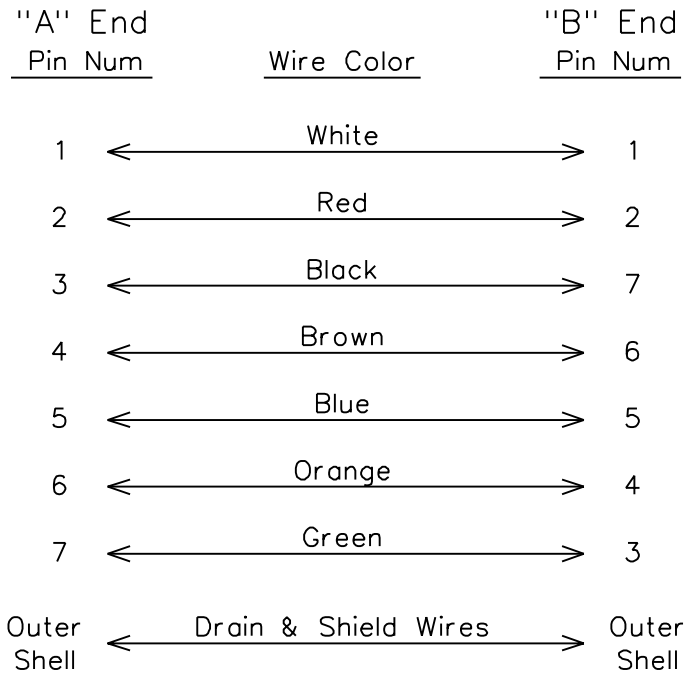 "A" End "B" End
Pin Num Wire Color Pin Num
1 White 1
2 Red 2
3 Black 7
4 Brown 6
5 Blue 5
6 Orange 4
7 Green 3
Outer Drain & Shield Wires Outer
Shell Shell